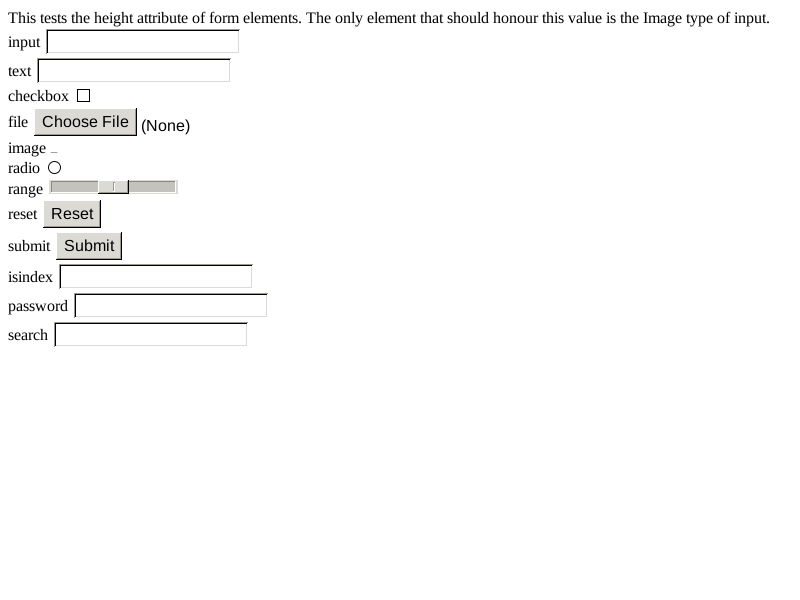 This tests the height attribute of form elements. The only element that should honour this value is the Image type of input.
input
text
checkbox
file Choose File (None)
image
radio
range
reset Reset
submit Submit
isindex
password
search